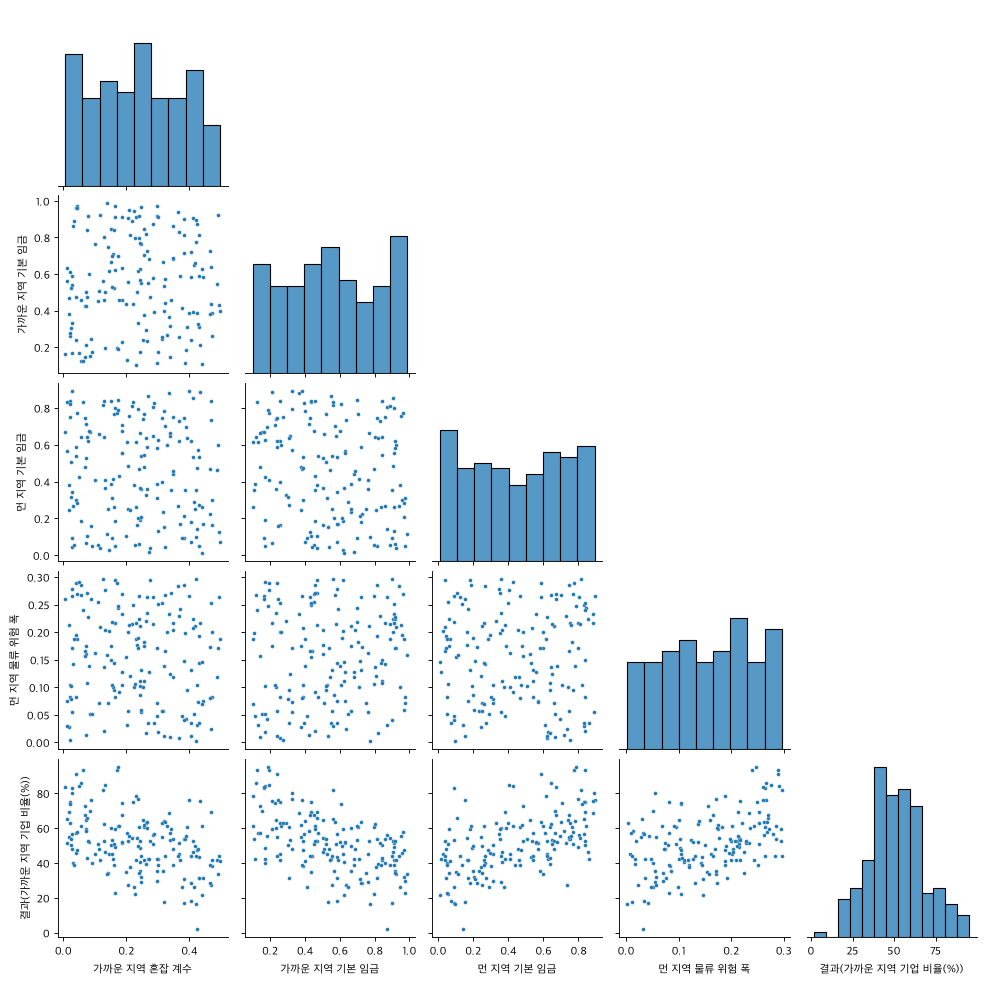 1.0
0.8
0.6
0.4
0.2
가까운 지역 기본 임금
0.8
0.6
0.4
0.2
0.0
먼 지역 기본 임금
0.30
0.25
0.20
0.15
0.10
0.05
0.00
먼 지역 물류 위험 폭
80
60
40
20
0
결과(가까운 지역 기업 비율(%))
0.0 0.2 0.4
0.2 0.4 0.6 0.8 1.0
0.0 0.2 0.4 0.6 0.8
0.0 0.1 0.2 0.3
0 25 50 75
가까운 지역 혼잡 계수
가까운 지역 기본 임금
먼 지역 기본 임금
먼 지역 물류 위험 폭
결과(가까운 지역 기업 비율(%))